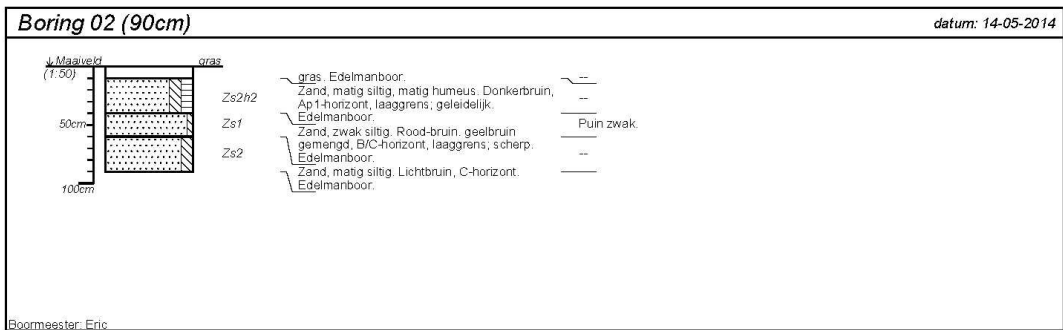 Boring 02 (90cm)
datum: 14-05-2014
↓ Maaiveld
gras
(1:50)
gras. Edelmanboor.
--
Zs2h2
Zand, matig siltig, matig humeus. Donkerbruin,
Ap1-horizont, laaggrens; geleidelijk.
Edelmanboor.
--
50cm
Zs1
Zand, zwak siltig. Rood-bruin. geelbruin
gemengd, B/C-horizont, laaggrens; scherp.
Edelmanboor.
Puin zwak.
Zs2
Zand, matig siltig. Lichtbruin, C-horizont.
Edelmanboor.
--
100cm
Boormeester: Eric